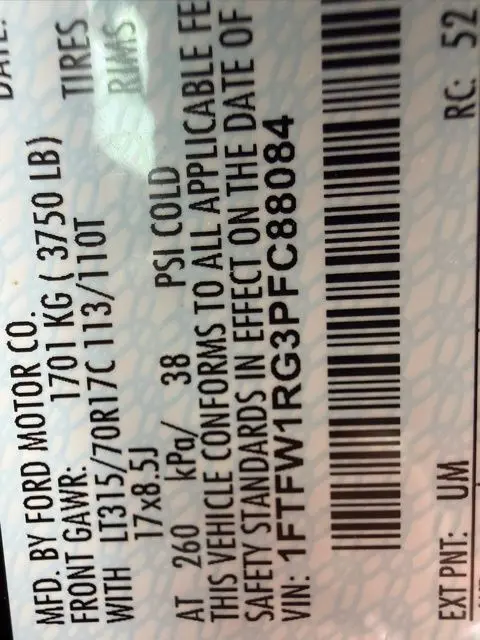 DATE:
MFD. BY FORD MOTOR CO.
FRONT GAWR: 1701 KG ( 3750 LB)
WITH LT315/70R17C 113/110T TIRES
17x8.5J RIMS
AT 260 kPa/ 38 PSI COLD
THIS VEHICLE CONFORMS TO ALL APPLICABLE FE
SAFETY STANDARDS IN EFFECT ON THE DATE OF
VIN: 1FTFW1RG3PFC88084
EXT PNT: UM RC: 52